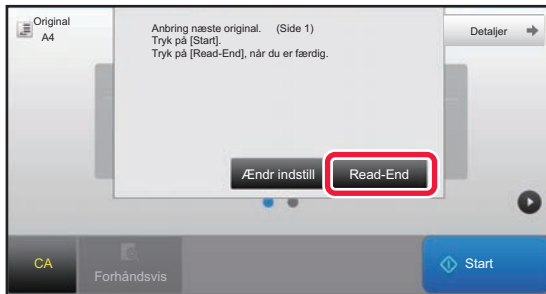 Original
A4
Anbring næste original. (Side 1)
Tryk på [Start].
Tryk på [Read-End], når du er færdig.
Detaljer
Ændr indstill
Read-End
CA
Forhåndsvis
Start